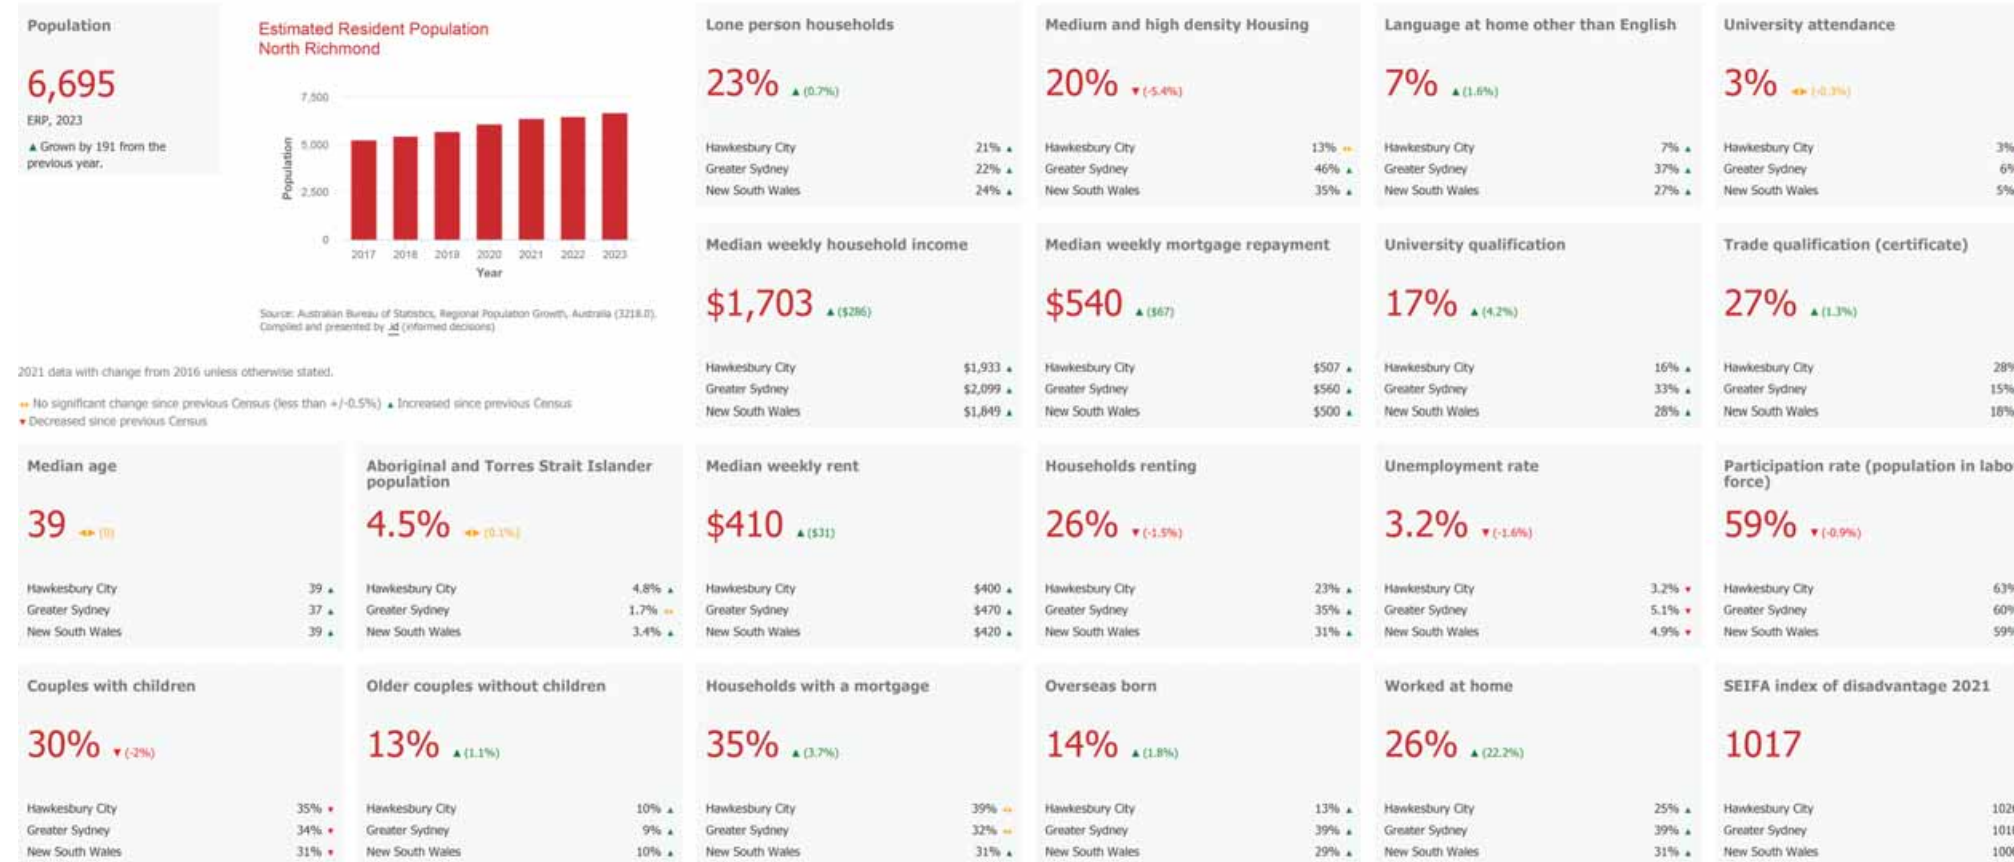 Population
6,695
ERP, 2023
▲ Grown by 191 from the
previous year.
Estimated Resident Population
North Richmond
Population
7,500
5,000
2,500
0
2017 2018 2019 2020 2021 2022 2023
Year
Source: Australian Bureau of Statistics, Regional Population Growth, Australia (3218.0).
Compiled and presented by .id (informed decisions)
2021 data with change from 2016 unless otherwise stated.
◄► No significant change since previous Census (less than +/-0.5%) ▲ Increased since previous Census
▼ Decreased since previous Census
Lone person households
23% ▲ (0.7%)
Hawkesbury City 21% ▲
Greater Sydney 22% ▲
New South Wales 24% ▲
Medium and high density Housing
20% ▼ (-5.4%)
Hawkesbury City 13% ◄►
Greater Sydney 46% ▲
New South Wales 35% ▲
Language at home other than English
7% ▲ (1.6%)
Hawkesbury City 7% ▲
Greater Sydney 37% ▲
New South Wales 27% ▲
University attendance
3% ◄► (-0.3%)
Hawkesbury City 3%
Greater Sydney 6%
New South Wales 5%
Median weekly household income
$1,703 ▲ ($286)
Hawkesbury City $1,933 ▲
Greater Sydney $2,099 ▲
New South Wales $1,849 ▲
Median weekly mortgage repayment
$540 ▲ ($67)
Hawkesbury City $507 ▲
Greater Sydney $560 ▲
New South Wales $500 ▲
University qualification
17% ▲ (4.2%)
Hawkesbury City 16% ▲
Greater Sydney 33% ▲
New South Wales 28% ▲
Trade qualification (certificate)
27% ▲ (1.3%)
Hawkesbury City 28%
Greater Sydney 15%
New South Wales 18%
Median age
39 ◄► (0)
Hawkesbury City 39 ▲
Greater Sydney 37 ▲
New South Wales 39 ▲
Aboriginal and Torres Strait Islander
population
4.5% ◄► (0.1%)
Hawkesbury City 4.8% ▲
Greater Sydney 1.7% ◄►
New South Wales 3.4% ▲
Median weekly rent
$410 ▲ ($31)
Hawkesbury City $400 ▲
Greater Sydney $470 ▲
New South Wales $420 ▲
Households renting
26% ▼ (-1.5%)
Hawkesbury City 23% ▲
Greater Sydney 35% ▲
New South Wales 31% ▲
Unemployment rate
3.2% ▼ (-1.6%)
Hawkesbury City 3.2% ▼
Greater Sydney 5.1% ▼
New South Wales 4.9% ▼
Participation rate (population in labo
force)
59% ▼ (-0.9%)
Hawkesbury City 63%
Greater Sydney 60%
New South Wales 59%
Couples with children
30% ▼ (-2%)
Hawkesbury City 35% ▼
Greater Sydney 34% ▼
New South Wales 31% ▼
Older couples without children
13% ▲ (1.1%)
Hawkesbury City 10% ▲
Greater Sydney 9% ▲
New South Wales 10% ▲
Households with a mortgage
35% ▲ (3.7%)
Hawkesbury City 39% ◄►
Greater Sydney 32% ◄►
New South Wales 31% ▲
Overseas born
14% ▲ (1.8%)
Hawkesbury City 13% ▲
Greater Sydney 39% ▲
New South Wales 29% ▲
Worked at home
26% ▲ (22.2%)
Hawkesbury City 25% ▲
Greater Sydney 39% ▲
New South Wales 31% ▲
SEIFA index of disadvantage 2021
1017
Hawkesbury City
Greater Sydney
New South Wales